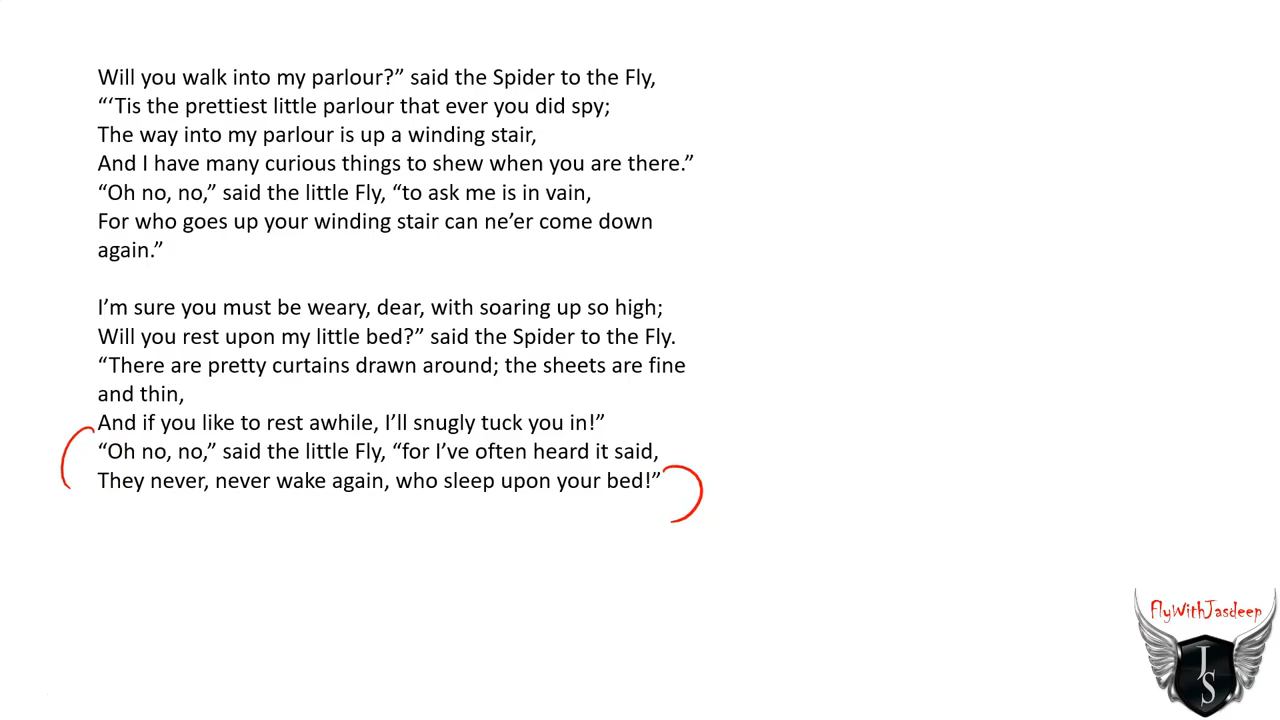 Will you walk into my parlour?” said the Spider to the Fly,
“‘Tis the prettiest little parlour that ever you did spy;
The way into my parlour is up a winding stair,
And I have many curious things to shew when you are there.”
“Oh no, no,” said the little Fly, “to ask me is in vain,
For who goes up your winding stair can ne’er come down
again.”
I’m sure you must be weary, dear, with soaring up so high;
Will you rest upon my little bed?” said the Spider to the Fly.
“There are pretty curtains drawn around; the sheets are fine
and thin,
And if you like to rest awhile, I’ll snugly tuck you in!”
“Oh no, no,” said the little Fly, “for I’ve often heard it said,
They never, never wake again, who sleep upon your bed!”
FlyWithJasdeep
JS